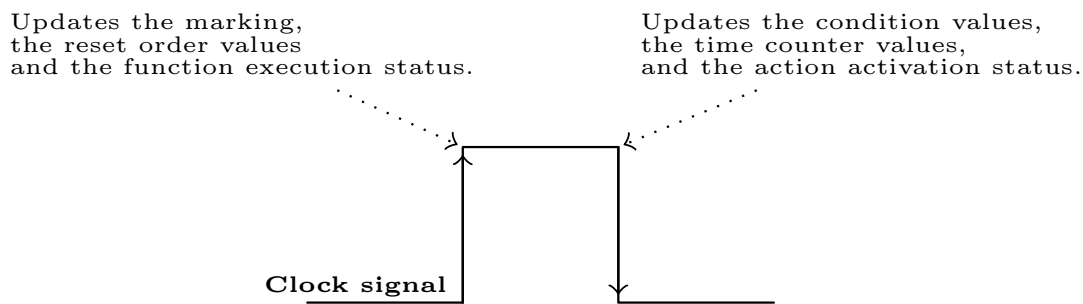 Updates the marking,
the reset order values
and the function execution status.
Updates the condition values,
the time counter values,
and the action activation status.
Clock signal